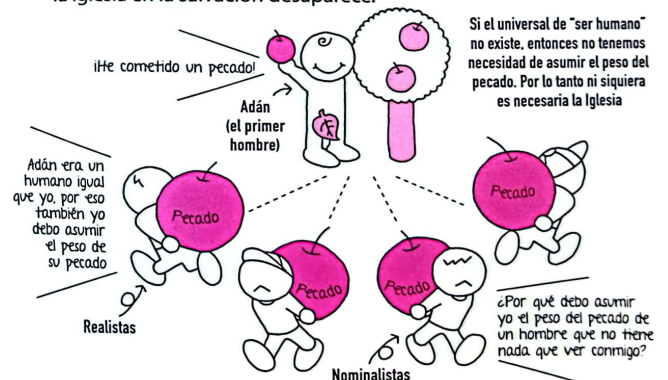 la Iglesia en la salvación desaparece.
Si el universal de "ser humano"
no existe, entonces no tenemos
necesidad de asumir el peso del
pecado. Por lo tanto ni siquiera
es necesaria la Iglesia
¡He cometido un pecado!
Adán
(el primer
hombre)
Adán era un
humano igual
que yo, por eso
también yo
debo asumir
el peso de
su pecado
Pecado
Pecado
Pecado
Pecado
Realistas
Nominalistas
¿Por qué debo asumir
yo el peso del pecado de
un hombre que no tiene
nada que ver conmigo?